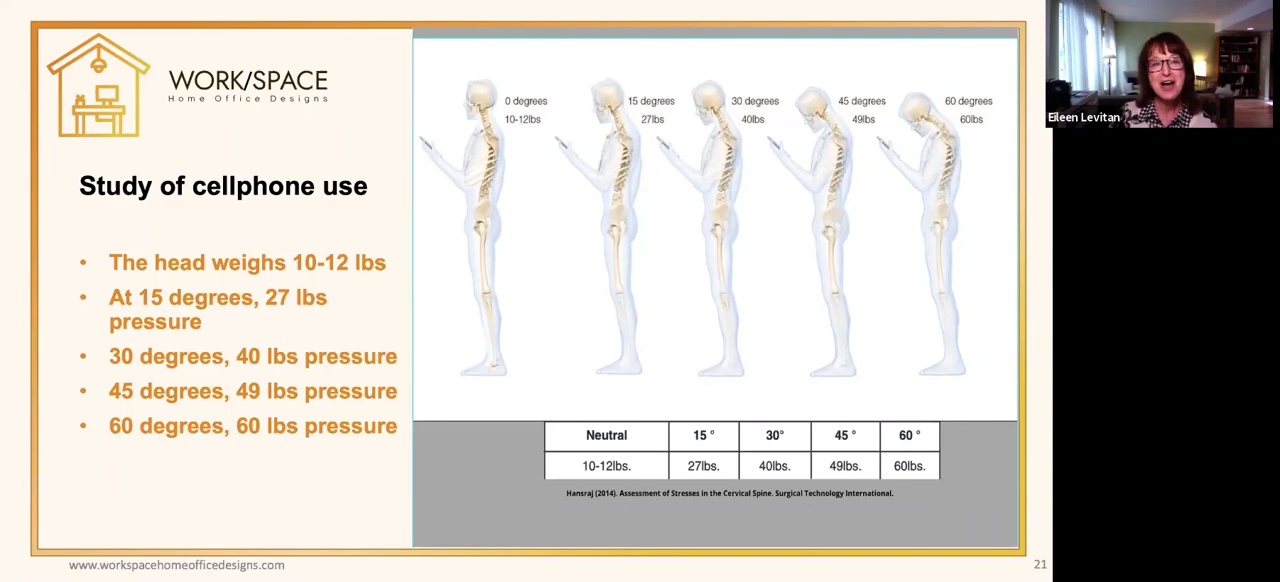 WORK/SPACE
Home Office Designs
Study of cellphone use
• The head weighs 10-12 lbs
• At 15 degrees, 27 lbs
pressure
• 30 degrees, 40 lbs pressure
• 45 degrees, 49 lbs pressure
• 60 degrees, 60 lbs pressure
0 degrees 15 degrees 30 degrees 45 degrees 60 degrees
10-12lbs 27lbs 40lbs 49lbs 60lbs
Neutral 15 ° 30° 45 ° 60 °
10-12lbs. 27lbs. 40lbs. 49lbs. 60lbs.
Hansraj (2014). Assessment of Stresses in the Cervical Spine. Surgical Technology International.
www.workspacehomeofficedesigns.com
21
Eileen Levitan